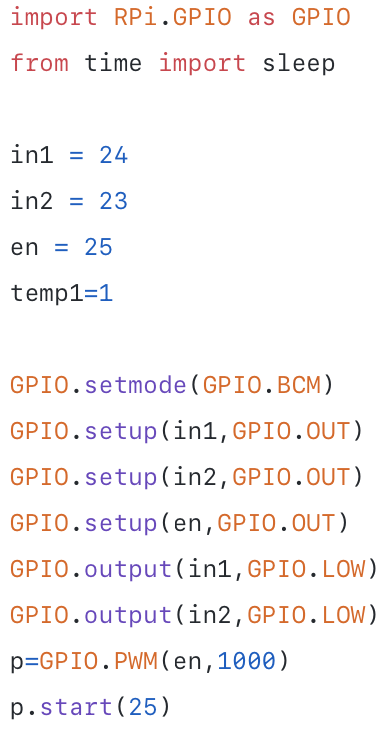 import RPi.GPIO as GPIO
from time import sleep
in1 = 24
in2 = 23
en = 25
temp1=1
GPIO.setmode(GPIO.BCM)
GPIO.setup(in1,GPIO.OUT)
GPIO.setup(in2,GPIO.OUT)
GPIO.setup(en,GPIO.OUT)
GPIO.output(in1,GPIO.LOW)
GPIO.output(in2,GPIO.LOW)
p=GPIO.PWM(en,1000)
p.start(25)